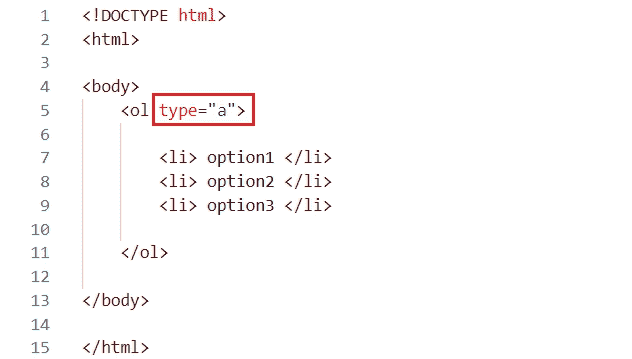 1 <!DOCTYPE html>
2 <html>
3
4 <body>
5 <ol type="a">
6
7 <li> option1 </li>
8 <li> option2 </li>
9 <li> option3 </li>
10
11 </ol>
12
13 </body>
14
15 </html>